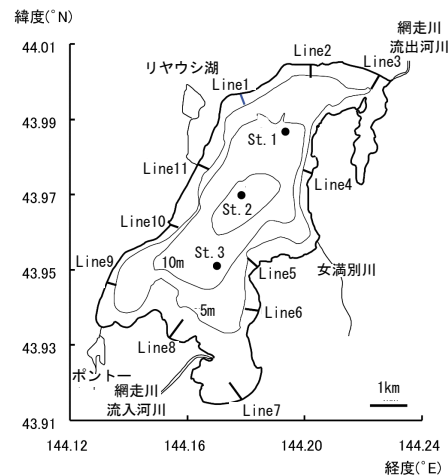 緯度(°N)
44.01
43.99
43.97
43.95
43.93
43.91
144.12
144.16
144.20
144.24
経度(°E)
網走川
流出河川
Line2
Line3
リヤウシ湖
Line1
St.1
Line11
Line4
St.2
Line10
女満別川
St.3
Line9
10m
Line5
5m
Line6
Line8
ポントー
網走川
流入河川
Line7
1km